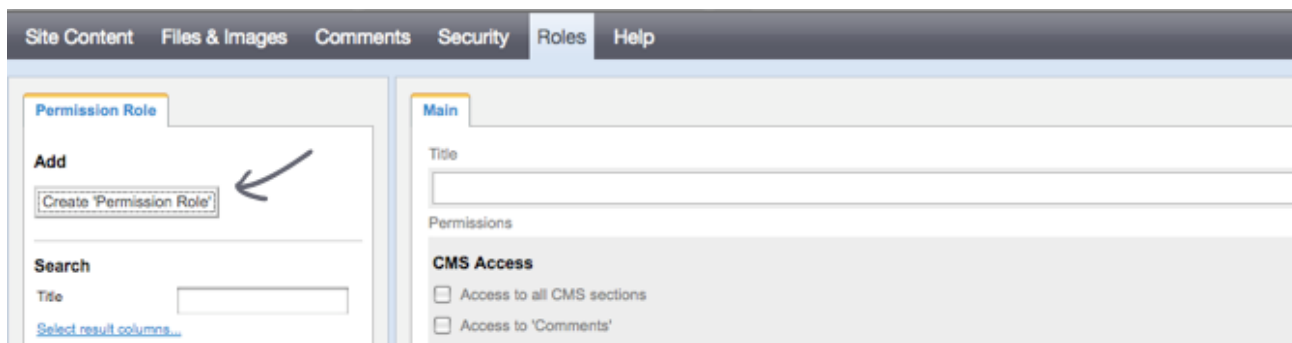 Site Content Files & Images Comments Security Roles Help
Permission Role
Add
Create 'Permission Role'
Search
Title
Select result columns...
Main
Title
Permissions
CMS Access
Access to all CMS sections
Access to 'Comments'